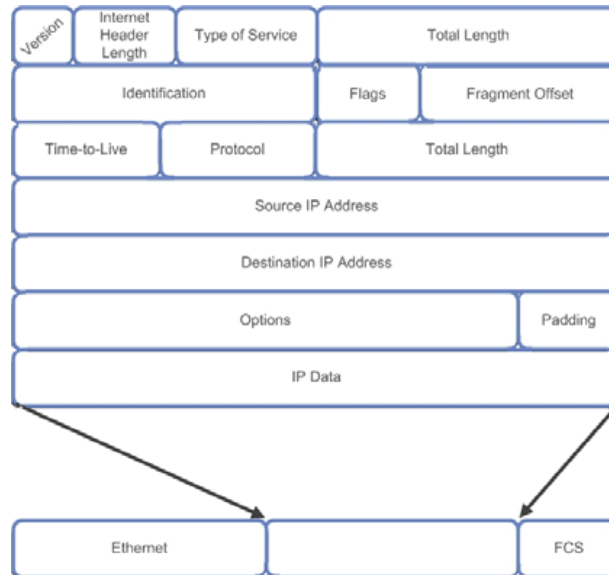 Version
Internet
Header
Length
Type of Service
Total Length
Identification
Flags
Fragment Offset
Time-to-Live
Protocol
Total Length
Source IP Address
Destination IP Address
Options
Padding
IP Data
Ethernet
FCS